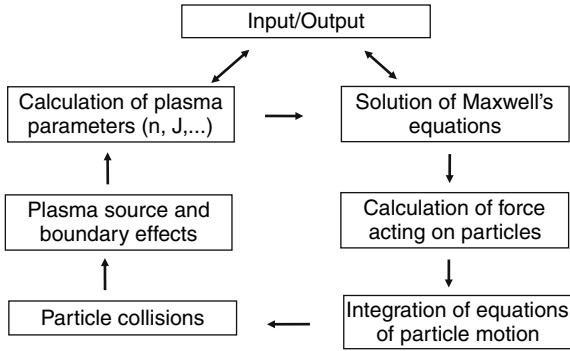 Input/Output
Calculation of plasma
parameters (n, J,...)
Solution of Maxwell's
equations
Plasma source and
boundary effects
Calculation of force
acting on particles
Particle collisions
Integration of equations
of particle motion